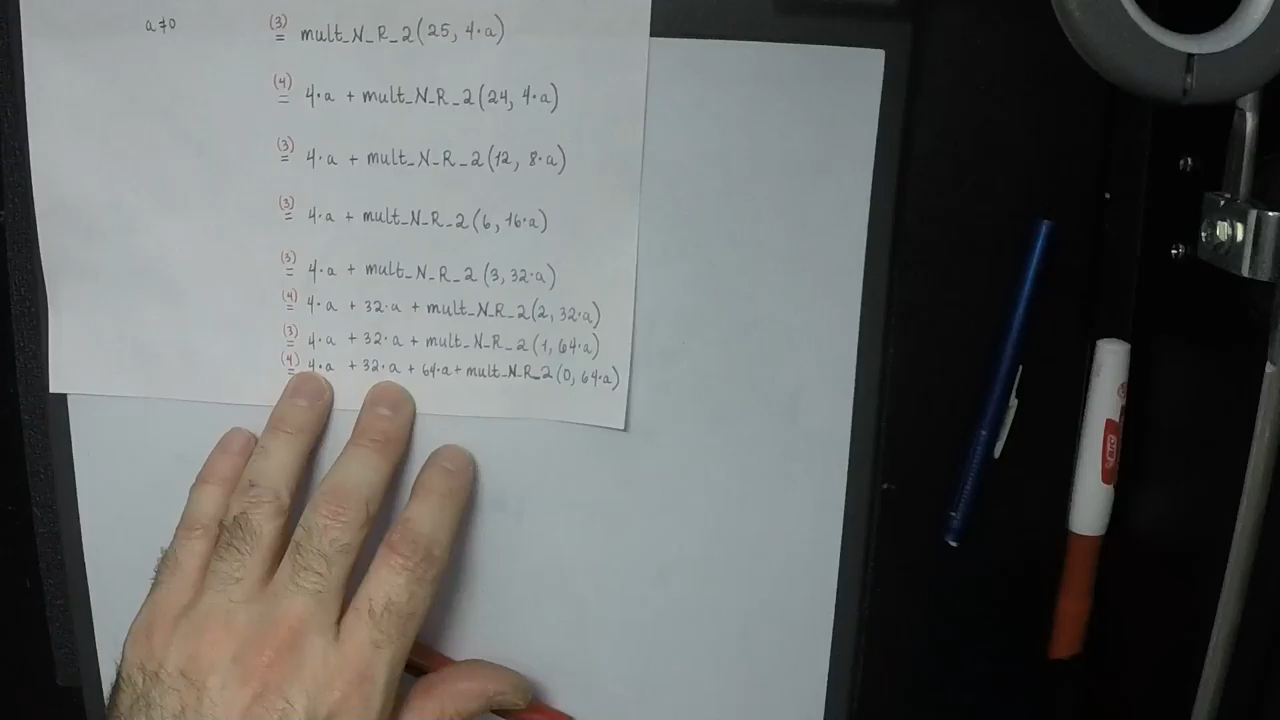 a≠0 (3) = mult_N_R_2(25, 4·a)
(4) = 4·a + mult_N_R_2(24, 4·a)
(3) = 4·a + mult_N_R_2(12, 8·a)
(3) = 4·a + mult_N_R_2(6, 16·a)
(3) = 4·a + mult_N_R_2(3, 32·a)
(4) = 4·a + 32·a + mult_N_R_2(2, 32·a)
(3) = 4·a + 32·a + mult_N_R_2(1, 64·a)
(4) = 4·a + 32·a + 64·a + mult_N_R_2(0, 64·a)
BIC